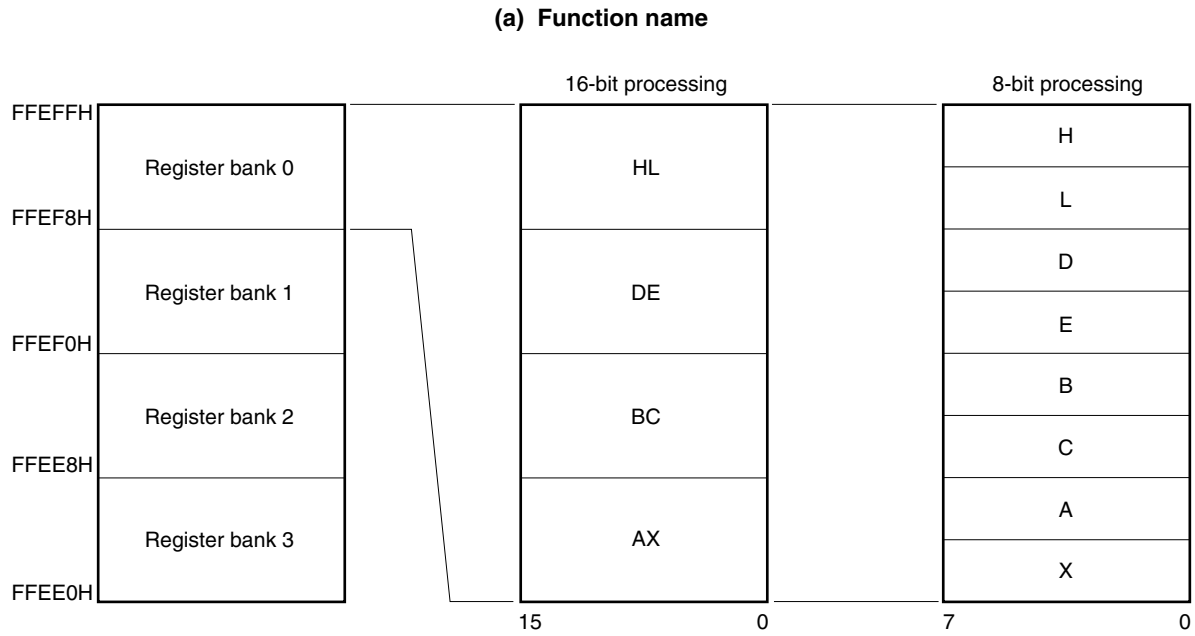 (a) Function name
16-bit processing
8-bit processing
FFEFFH
Register bank 0
HL
H
L
FFEF8H
Register bank 1
DE
D
E
FFEF0H
Register bank 2
BC
B
C
FFEE8H
Register bank 3
AX
A
X
FFEE0H
15 0
7 0